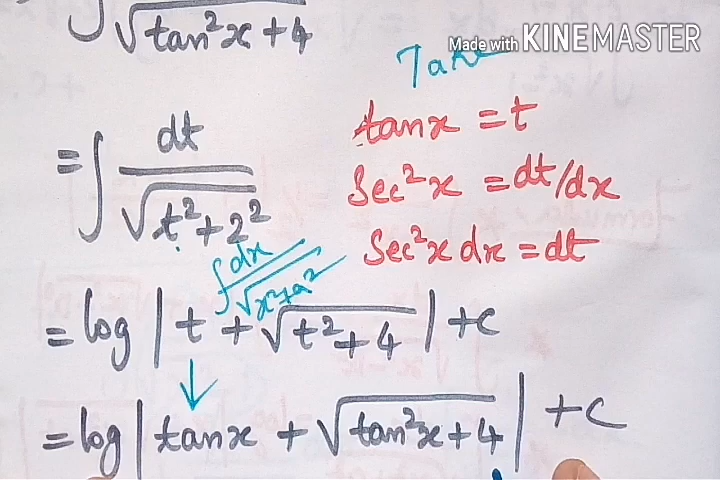 ∫ √tan²x + 4
Made with KINEMASTER
Take
tanx = t
= ∫ dt / √t² + 2²
Sec²x = dt/dx
Sec²x dx = dt
∫ dx / √x²+a²
= log | t + √t² + 4 | + c
= log | tanx + √tan²x + 4 | + c